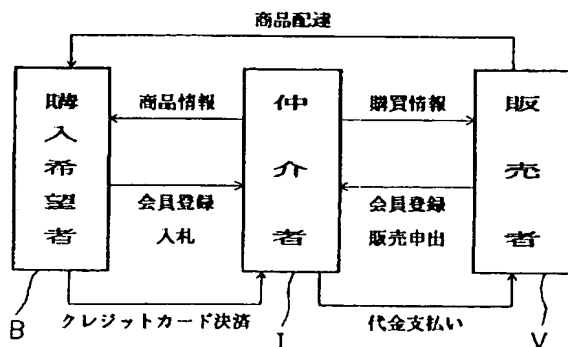 商品配達
購入希望者
商品情報
仲介者
購買情報
販売者
会員登録
入札
会員登録
販売申出
クレジットカード決済
代金支払い
B
I
V